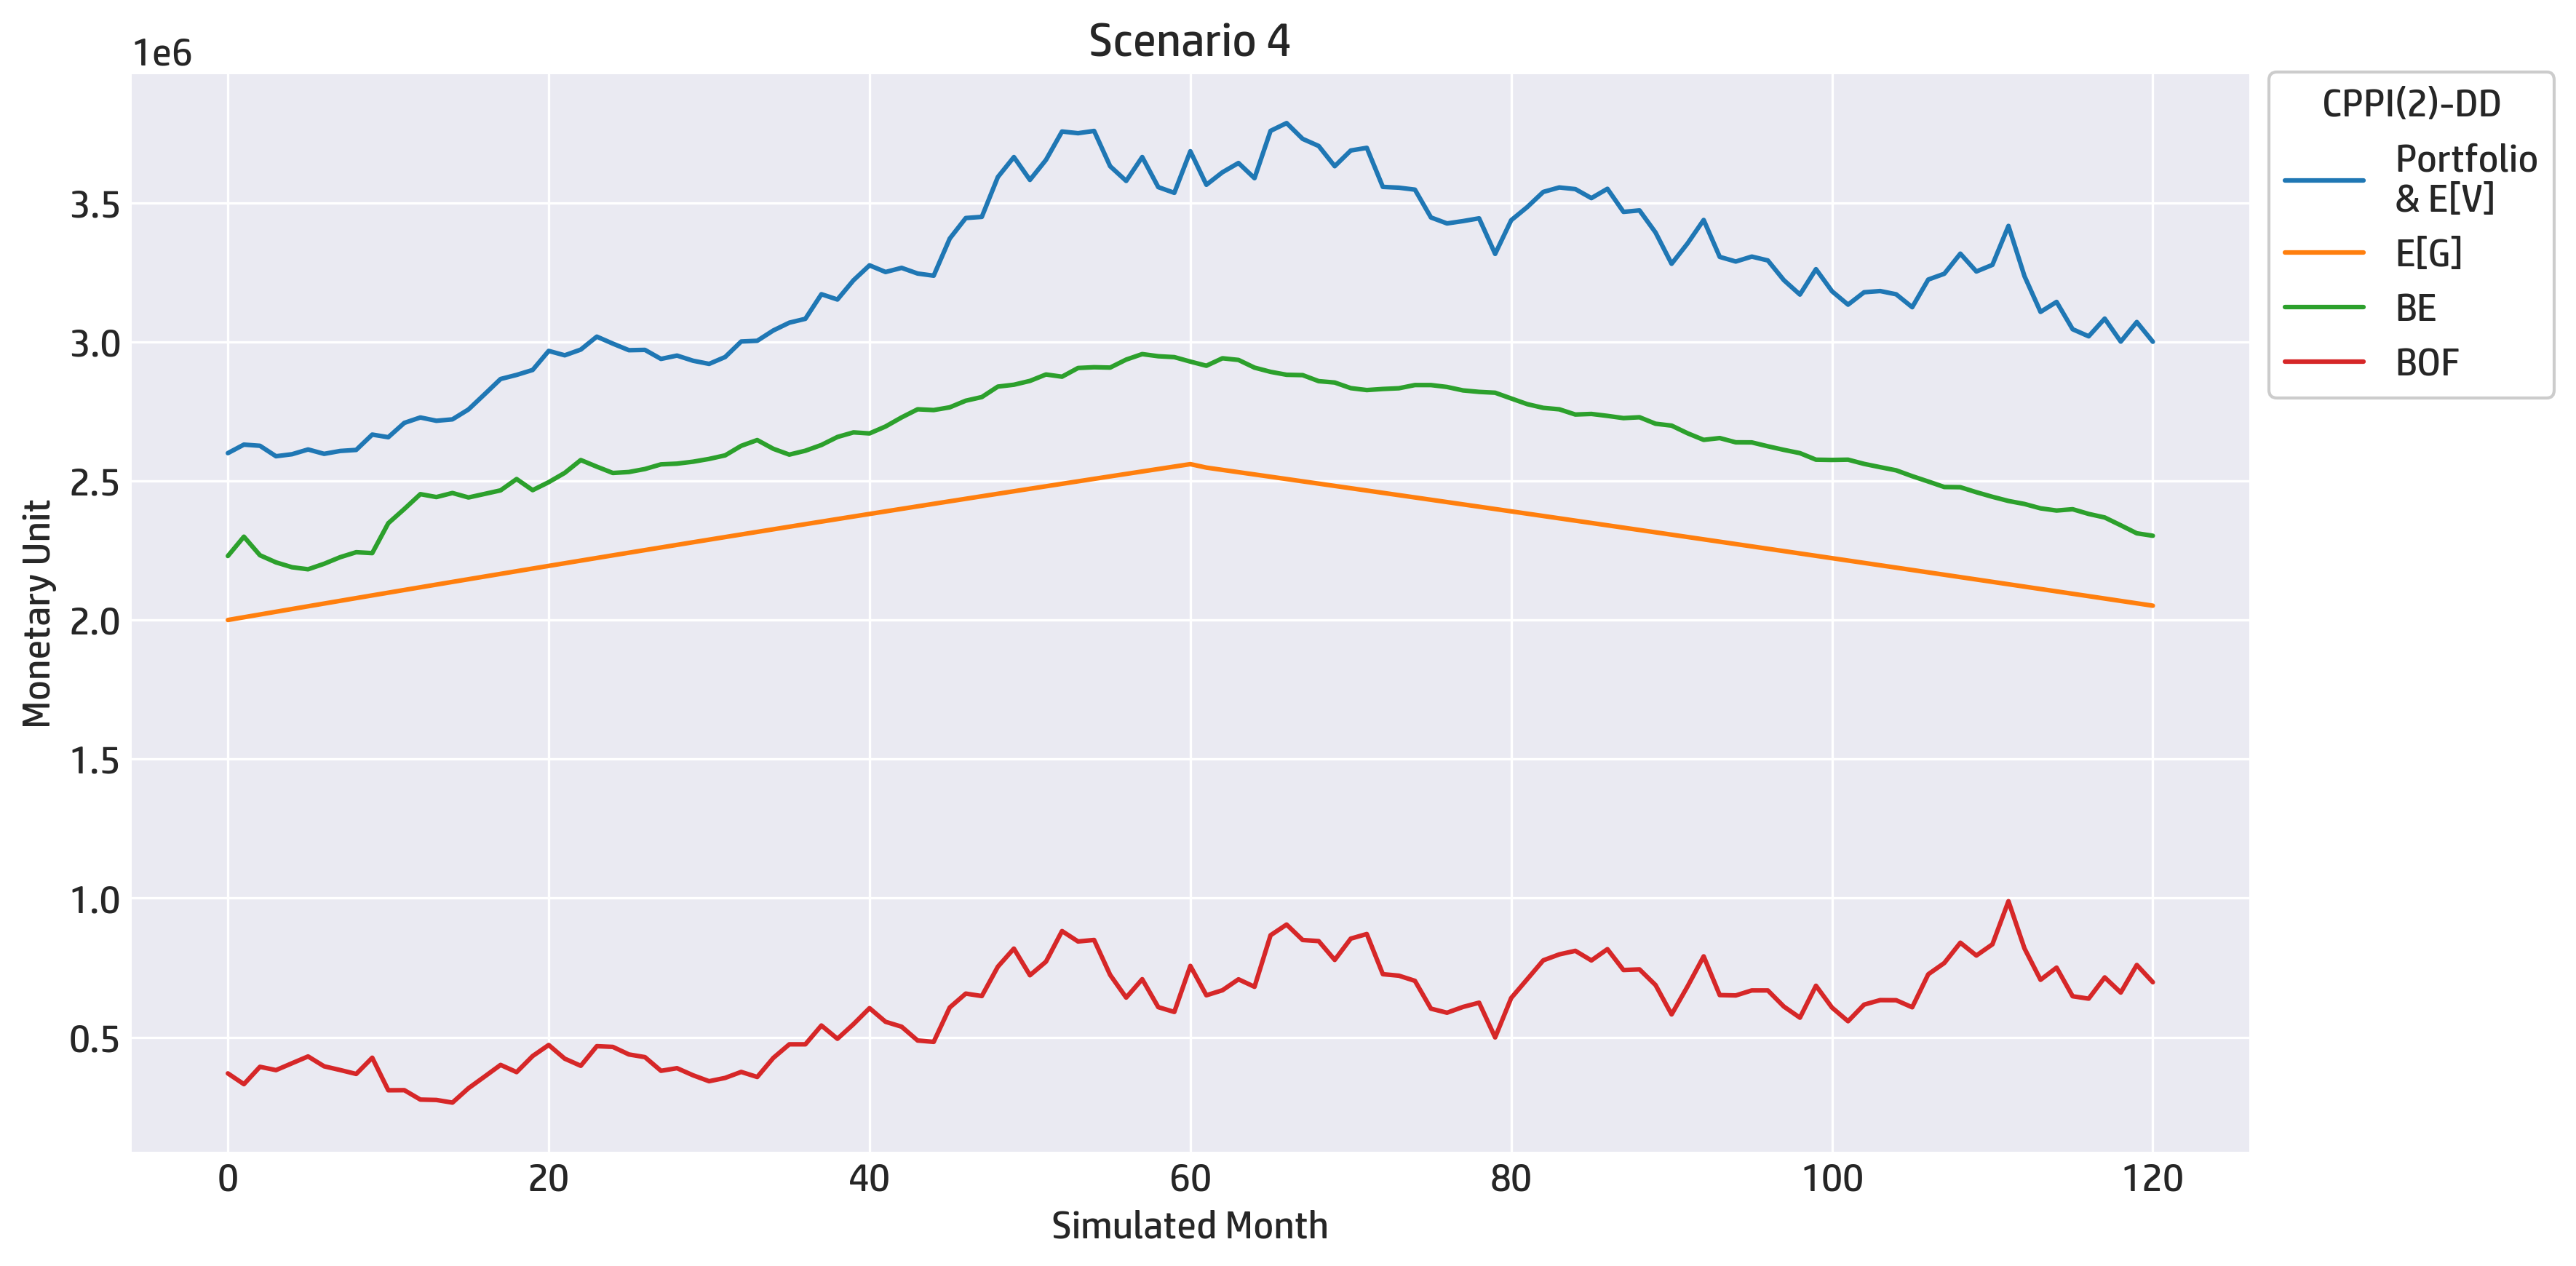 Scenario 4
1e6
CPPI(2)-DD
Portfolio
& E[V]
E[G]
BE
BOF
3.5
3.0
2.5
2.0
1.5
1.0
0.5
Monetary Unit
0 20 40 60 80 100 120
Simulated Month